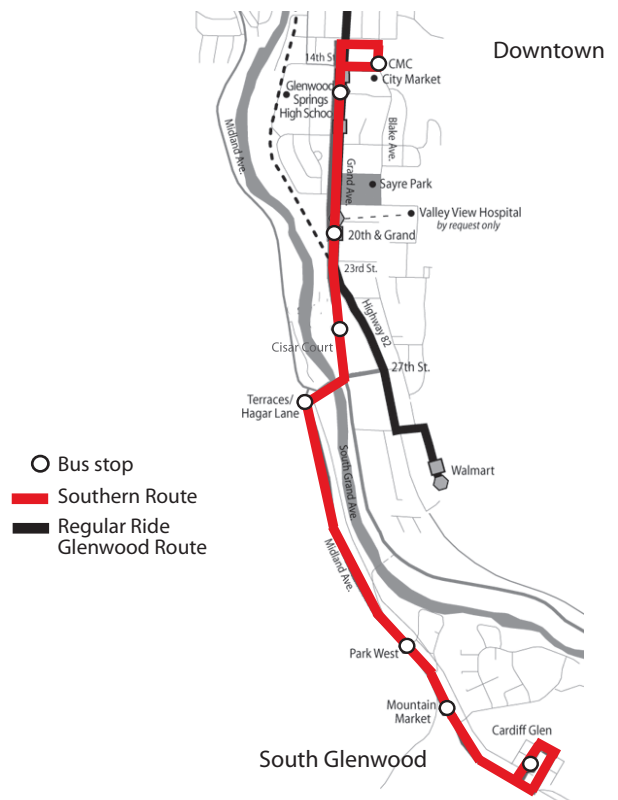 Downtown
14th St
CMC
City Market
Glenwood
Springs
High School
Midland Ave.
Blake Ave.
Grand Ave.
Sayre Park
Valley View Hospital
by request only
20th & Grand
23rd St.
Highway 82
Cisar Court
27th St.
Terraces/
Hagar Lane
South Grand Ave.
Walmart
Bus stop
Southern Route
Regular Ride
Glenwood Route
Midland Ave.
Park West
Mountain
Market
Cardiff Glen
South Glenwood